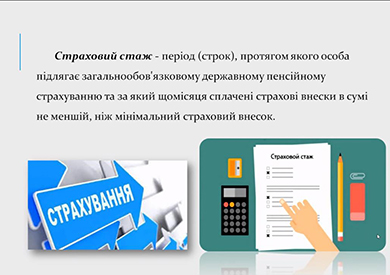 Страховий стаж - період (строк), протягом якого особа
підлягає загальнообов'язковому державному пенсійному
страхуванню та за який щомісяця сплачені страхові внески в сумі
не меншій, ніж мінімальний страховий внесок.
СТРАХУВАННЯ
Страховой стаж